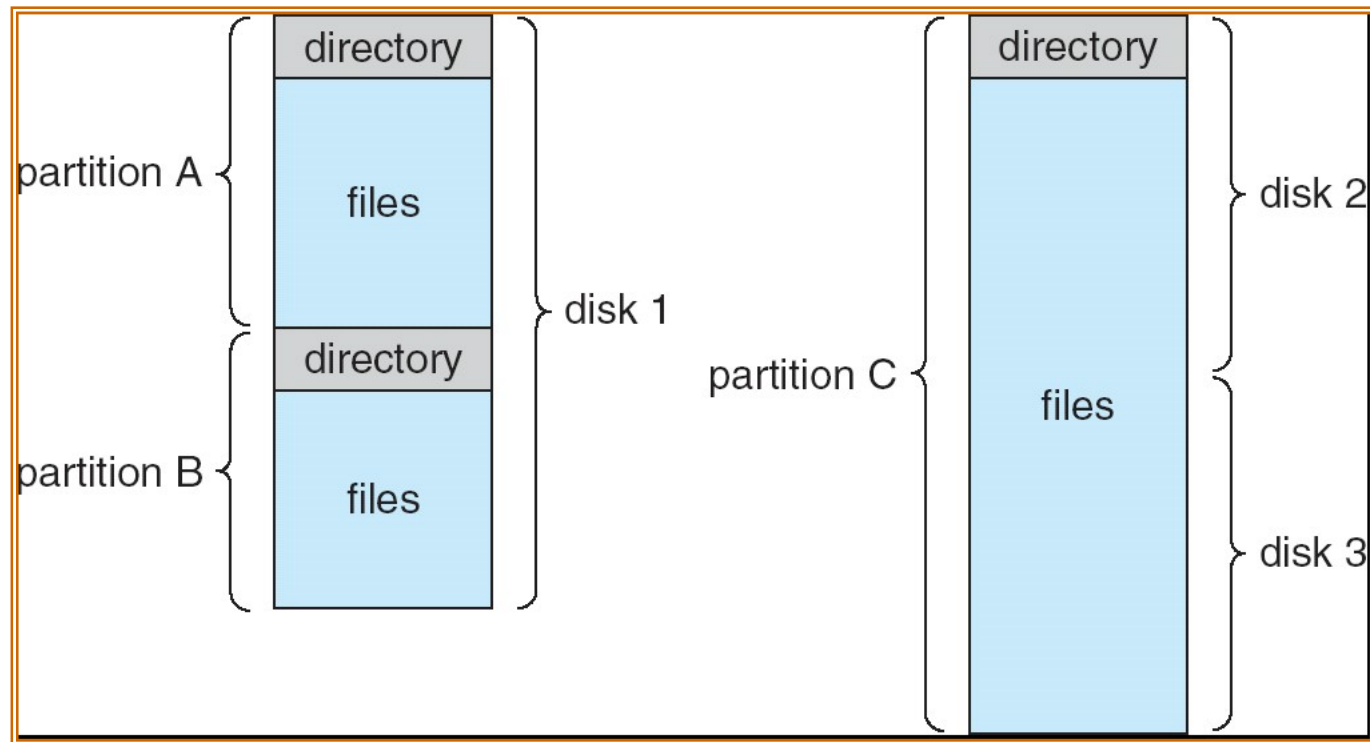 directory
partition A
files
disk 1
directory
partition B
files
directory
disk 2
partition C
files
disk 3